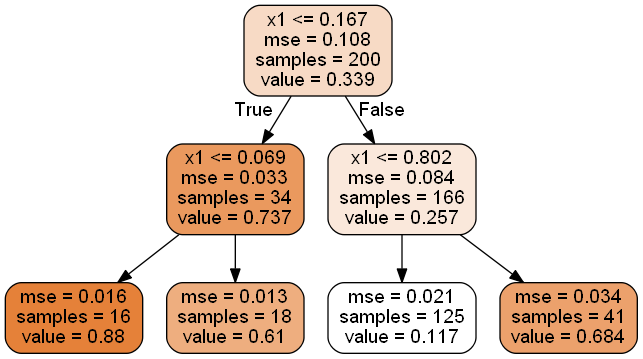 x1 <= 0.167
mse = 0.108
samples = 200
value = 0.339
True
False
x1 <= 0.069
mse = 0.033
samples = 34
value = 0.737
x1 <= 0.802
mse = 0.084
samples = 166
value = 0.257
mse = 0.016
samples = 16
value = 0.88
mse = 0.013
samples = 18
value = 0.61
mse = 0.021
samples = 125
value = 0.117
mse = 0.034
samples = 41
value = 0.684